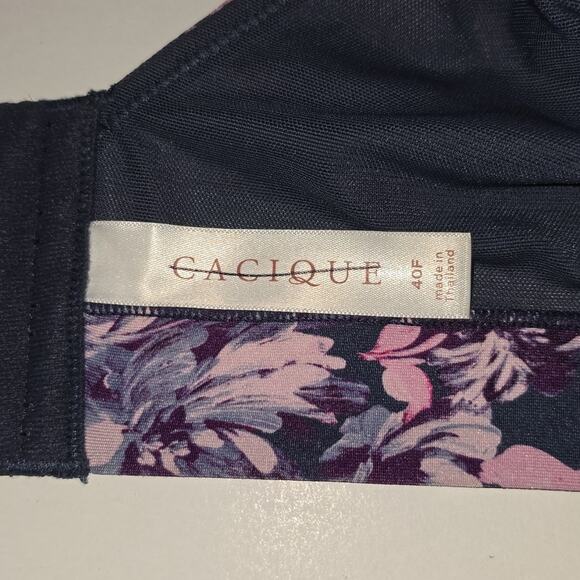 CACIQUE
40F
made in
Thailand